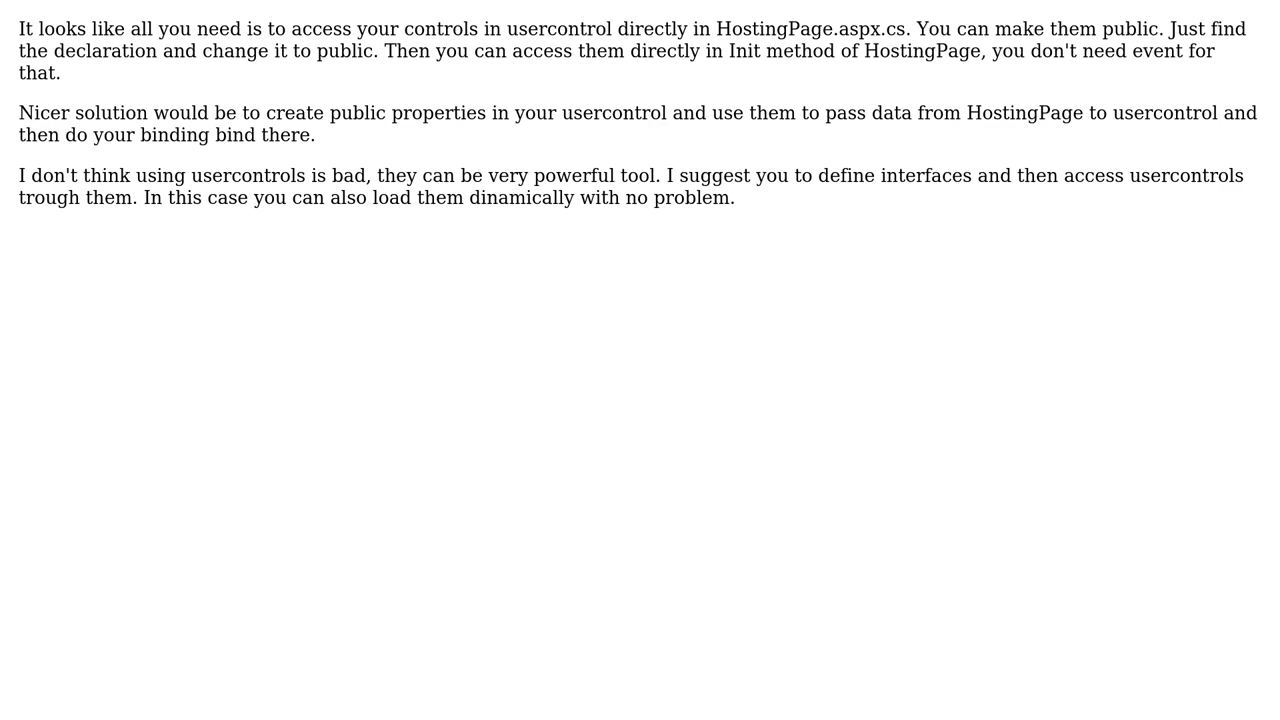 It looks like all you need is to access your controls in usercontrol directly in HostingPage.aspx.cs. You can make them public. Just find
the declaration and change it to public. Then you can access them directly in Init method of HostingPage, you don't need event for
that.
Nicer solution would be to create public properties in your usercontrol and use them to pass data from HostingPage to usercontrol and
then do your binding bind there.
I don't think using usercontrols is bad, they can be very powerful tool. I suggest you to define interfaces and then access usercontrols
trough them. In this case you can also load them dinamically with no problem.